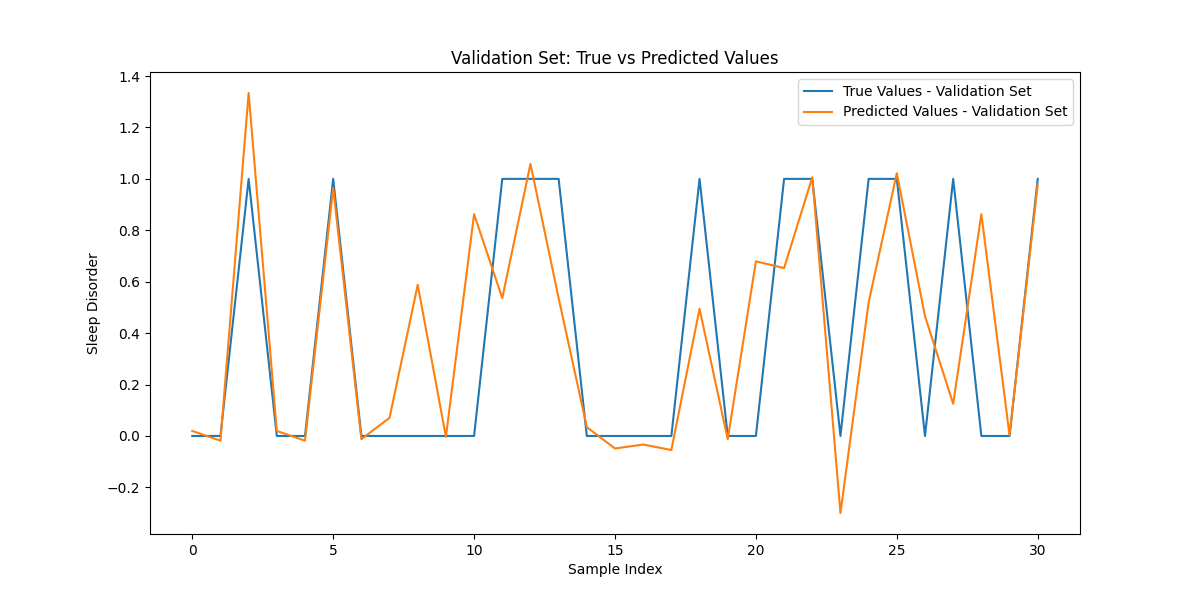 Validation Set: True vs Predicted Values
True Values - Validation Set
Predicted Values - Validation Set
Sleep Disorder
1.4
1.2
1.0
0.8
0.6
0.4
0.2
0.0
−0.2
0 5 10 15 20 25 30
Sample Index